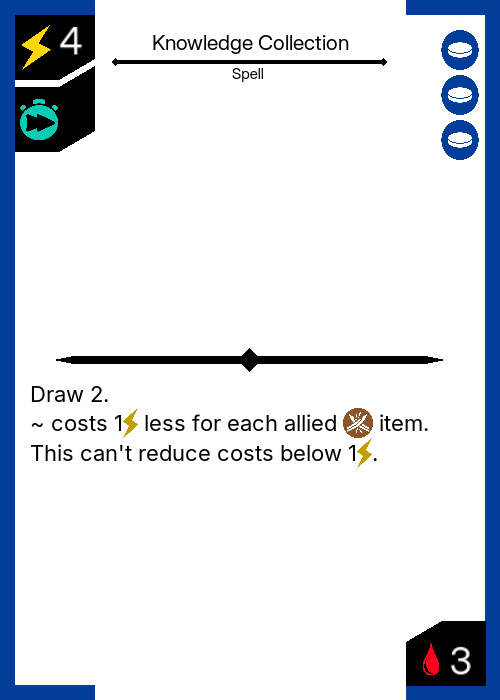 4
Knowledge Collection
Spell
Draw 2.
~ costs 1 less for each allied item.
This can't reduce costs below 1.
3